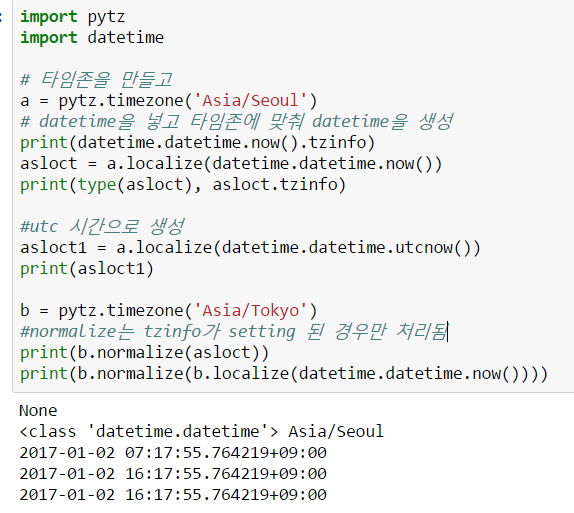 :
import pytz
import datetime
# 타임존을 만들고
a = pytz.timezone('Asia/Seoul')
# datetime을 넣고 타임존에 맞춰 datetime을 생성
print(datetime.datetime.now().tzinfo)
asloct = a.localize(datetime.datetime.now())
print(type(asloct), asloct.tzinfo)
#utc 시간으로 생성
asloct1 = a.localize(datetime.datetime.utcnow())
print(asloct1)
b = pytz.timezone('Asia/Tokyo')
#normalize는 tzinfo가 setting 된 경우만 처리됨
print(b.normalize(asloct))
print(b.normalize(b.localize(datetime.datetime.now())))
None
<class 'datetime.datetime'> Asia/Seoul
2017-01-02 07:17:55.764219+09:00
2017-01-02 16:17:55.764219+09:00
2017-01-02 16:17:55.764219+09:00